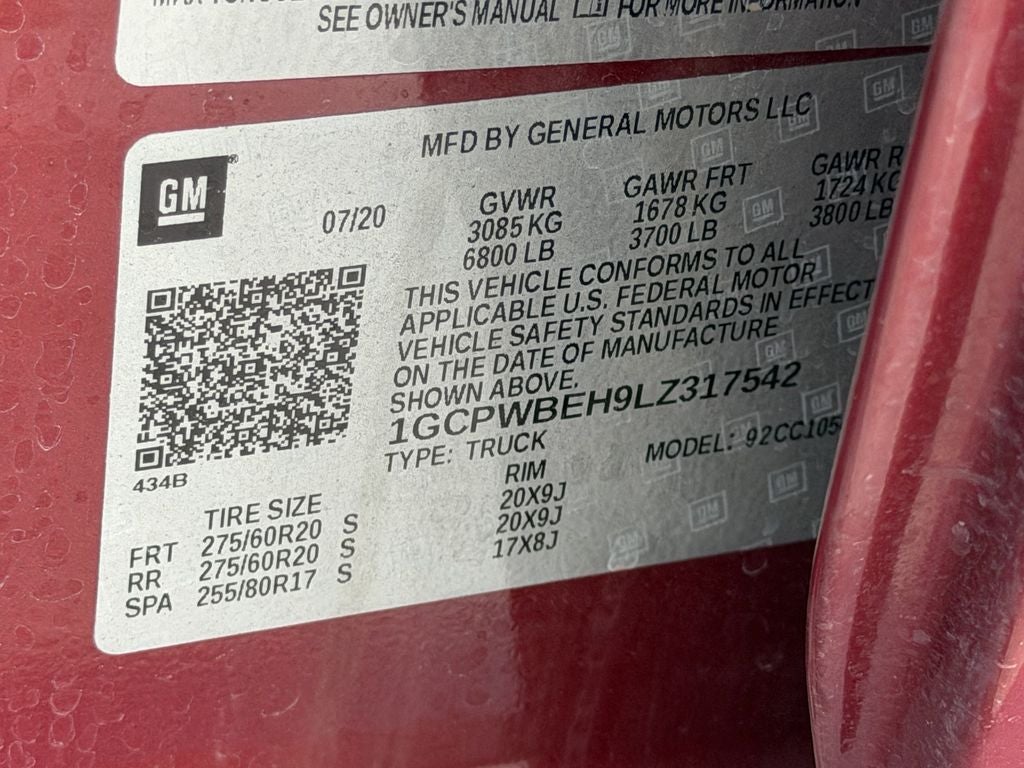 SEE OWNER'S MANUAL FOR MORE INFORMATION
MFD BY GENERAL MOTORS LLC
GM
07/20
GVWR GAWR FRT GAWR R
3085 KG 1678 KG 1724 KG
6800 LB 3700 LB 3800 LB
THIS VEHICLE CONFORMS TO ALL
APPLICABLE U.S. FEDERAL MOTOR
VEHICLE SAFETY STANDARDS IN EFFECT
ON THE DATE OF MANUFACTURE
SHOWN ABOVE.
1GCPWBEH9LZ317542
TYPE: TRUCK MODEL: 92CC105
434B
TIRE SIZE RIM
FRT 275/60R20 S 20X9J
RR 275/60R20 S 20X9J
SPA 255/80R17 S 17X8J